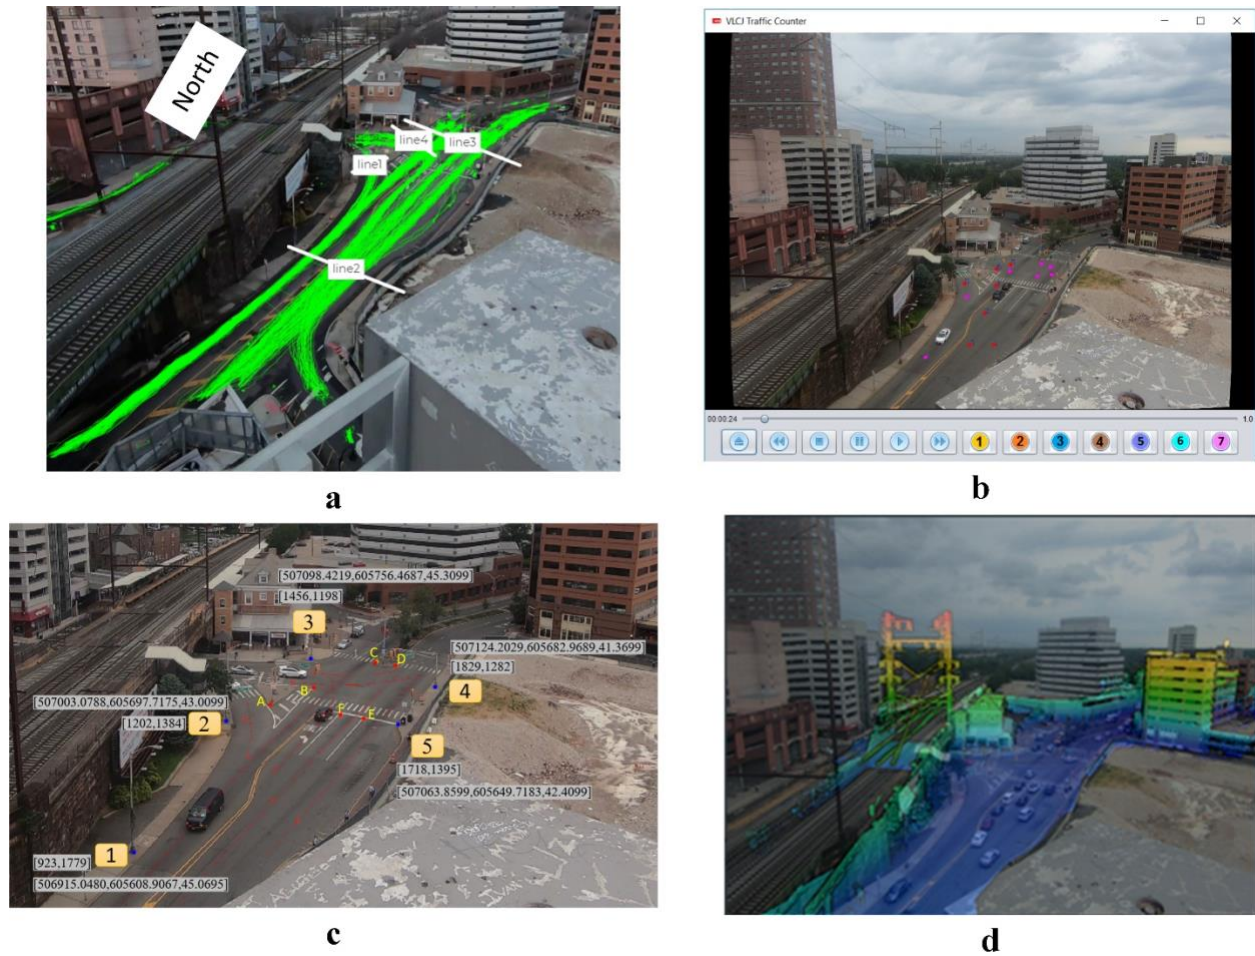 North
line4
line3
line1
line2
a
VLCJ Traffic Counter
00:00:24
1.0
1
2
3
4
5
6
7
b
[507098.4219,605756.4687,45.3099]
[1456,1198]
3
[507124.2029,605682.9689,41.3699]
[1829,1282]
C
D
[507003.0788,605697.7175,43.0099]
A
B
4
[1202,1384]
2
F
E
5
[1718,1395]
[507063.8599,605649.7183,42.4099]
1
[923,1779]
[506915.0480,605608.9067,45.0695]
c
d